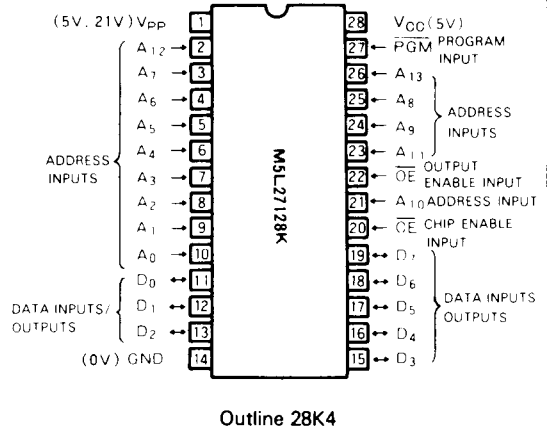 (5V. 21V) VPP 1
A12 2
A7 3
A6 4
A5 5
A4 6
A3 7
A2 8
A1 9
A0 10
D0 11
D1 12
D2 13
(0V) GND 14
ADDRESS
INPUTS
DATA INPUTS/
OUTPUTS
M5L27128K
28 VCC(5V)
27 PGM PROGRAM
INPUT
26 A13
25 A8
24 A9
23 A11
ADDRESS
INPUTS
22 OE OUTPUT
ENABLE INPUT
21 A10 ADDRESS INPUT
20 CE CHIP ENABLE
INPUT
19 D7
18 D6
17 D5
16 D4
15 D3
DATA INPUTS
OUTPUTS
Outline 28K4